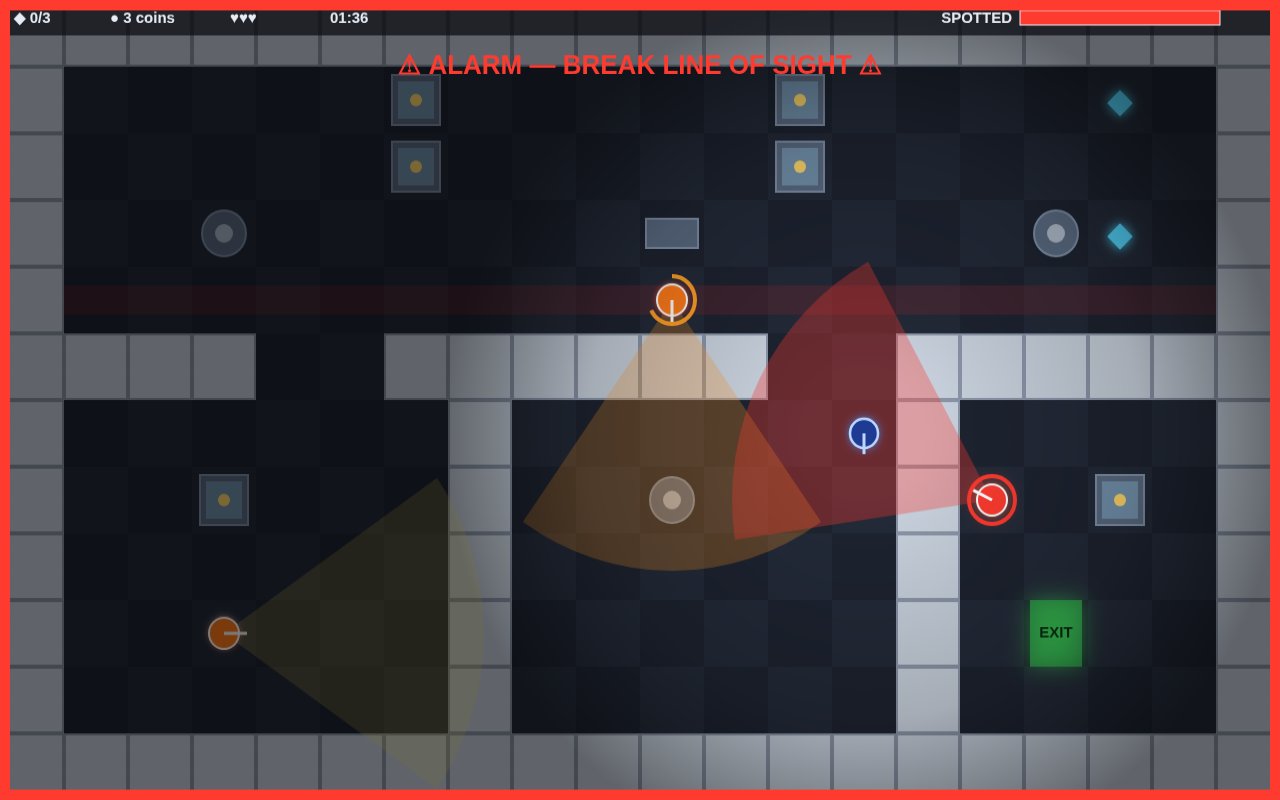 ◆ 0/3 ● 3 coins ♥♥♥ 01:36 SPOTTED
⚠ ALARM — BREAK LINE OF SIGHT ⚠
EXIT